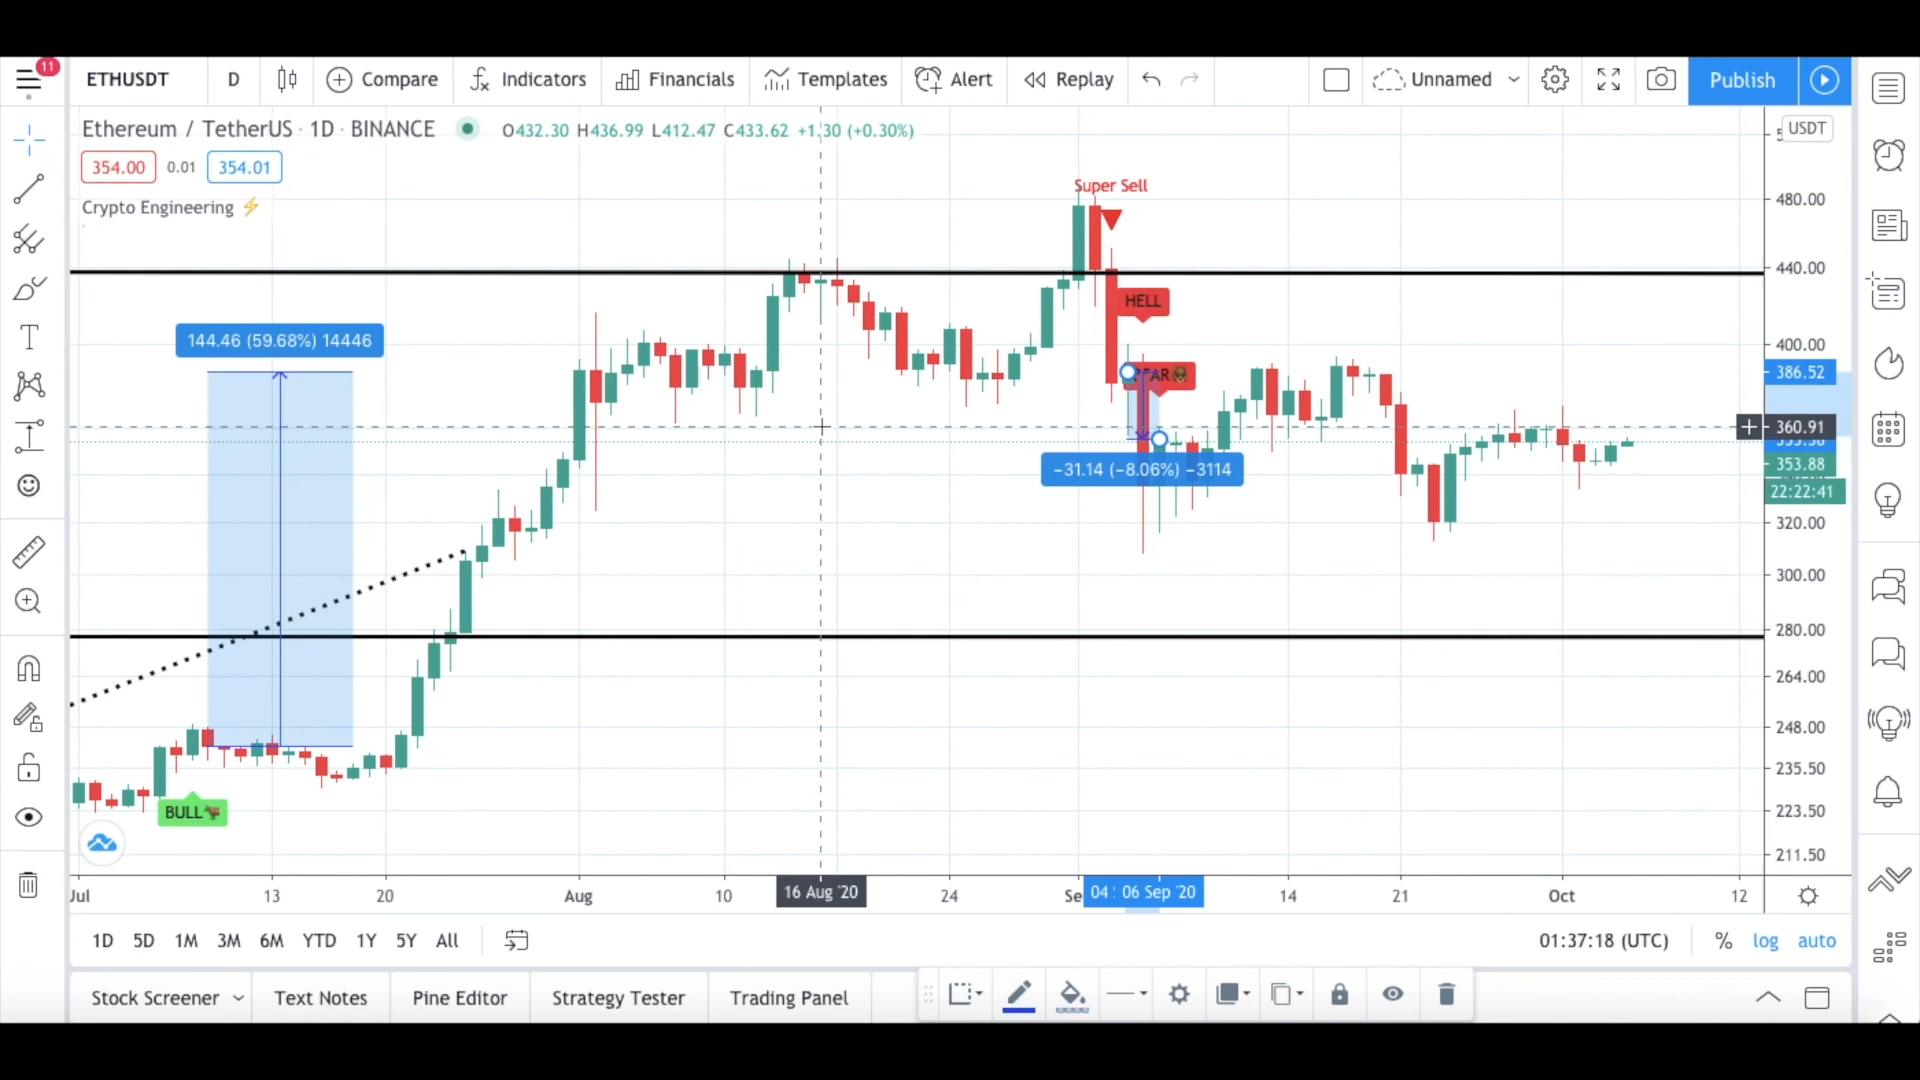 11
ETHUSDT D Compare Indicators Financials Templates Alert Replay Unnamed Publish
Ethereum / TetherUS · 1D · BINANCE O432.30 H436.99 L412.47 C433.62 +1.30 (+0.30%)
USDT
354.00 0.01 354.01
Crypto Engineering ⚡
Super Sell
480.00
440.00
HELL
144.46 (59.68%) 14446
400.00
386.52
360.91
353.88
−31.14 (−8.06%) −3114
22:22:41
320.00
300.00
280.00
264.00
248.00
235.50
BULL
223.50
211.50
Jul 13 20 Aug 10 16 Aug '20 24 Se 04 06 Sep '20 14 21 Oct 12
1D 5D 1M 3M 6M YTD 1Y 5Y All 01:37:18 (UTC) % log auto
Stock Screener Text Notes Pine Editor Strategy Tester Trading Panel